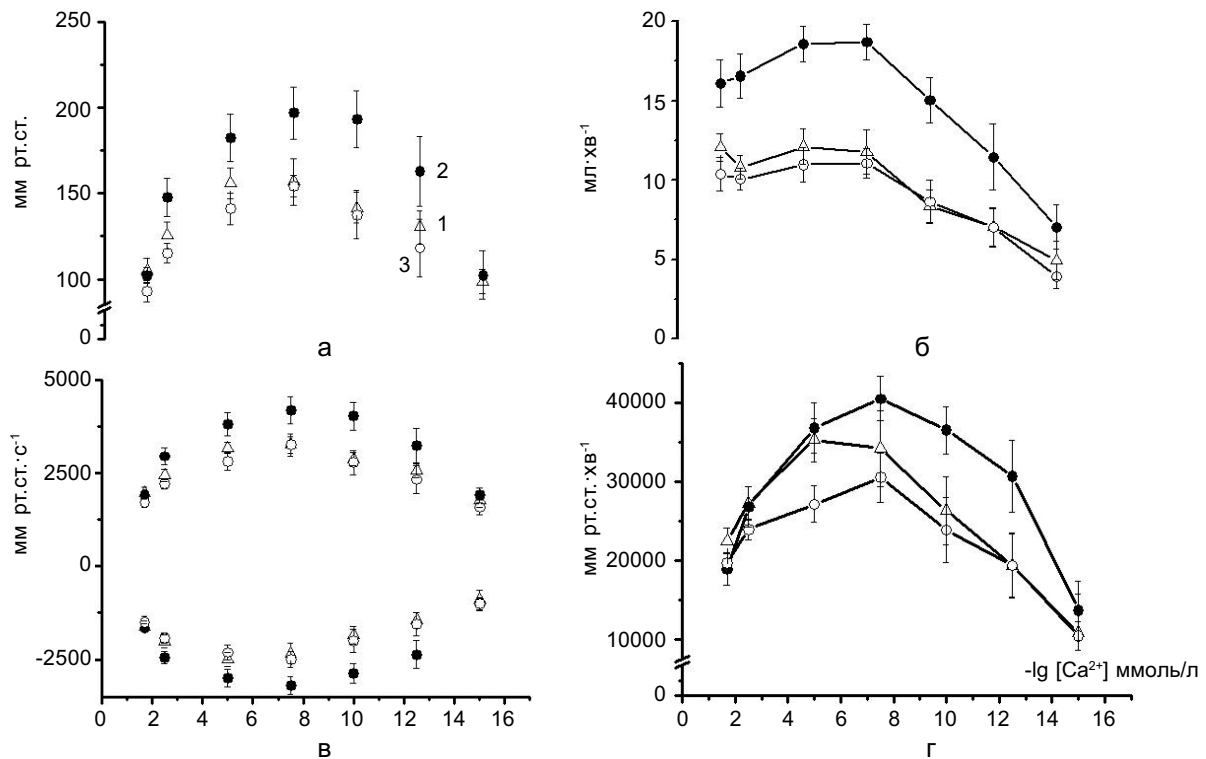 250
200
150
100
0
мм рт.ст.
2
1
3
а
20
15
10
5
0
мл·хв⁻¹
б
5000
2500
0
-2500
мм рт.ст.·с⁻¹
0 2 4 6 8 10 12 14 16
в
40000
30000
20000
10000
0
мм рт.ст.·хв⁻¹
-lg [Ca²⁺] ммоль/л
0 2 4 6 8 10 12 14 16
г